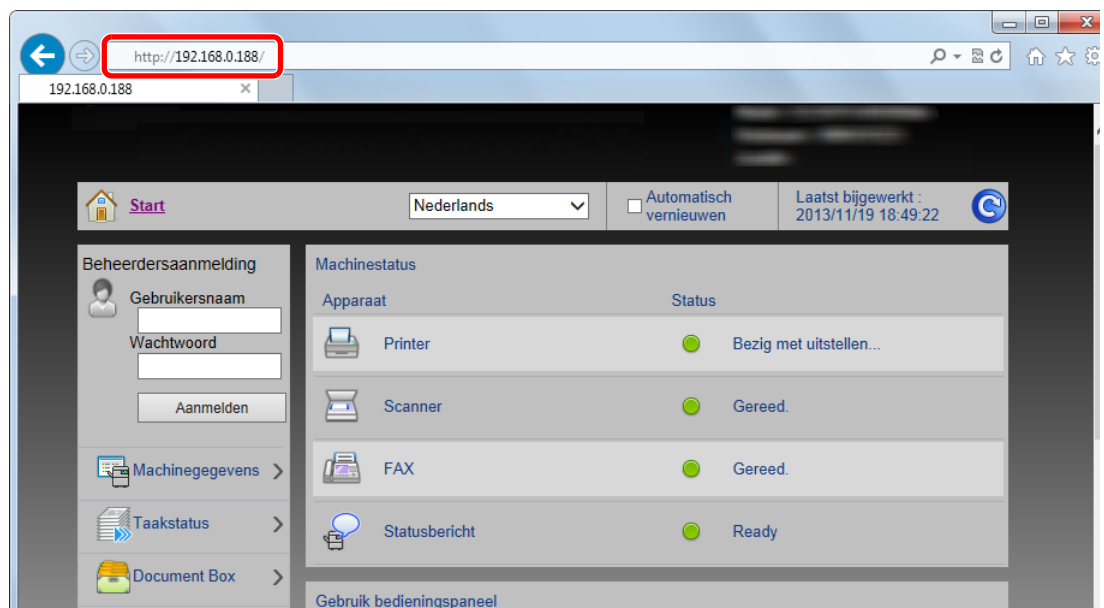 http://192.168.0.188/
192.168.0.188
Start
Nederlands
Automatisch
vernieuwen
Laatst bijgewerkt :
2013/11/19 18:49:22
Beheerdersaanmelding
Gebruikersnaam
Wachtwoord
Aanmelden
Machinegegevens
Taakstatus
Document Box
Machinestatus
Apparaat Status
Printer Bezig met uitstellen...
Scanner Gereed.
FAX Gereed.
Statusbericht Ready
Gebruik bedieningspaneel